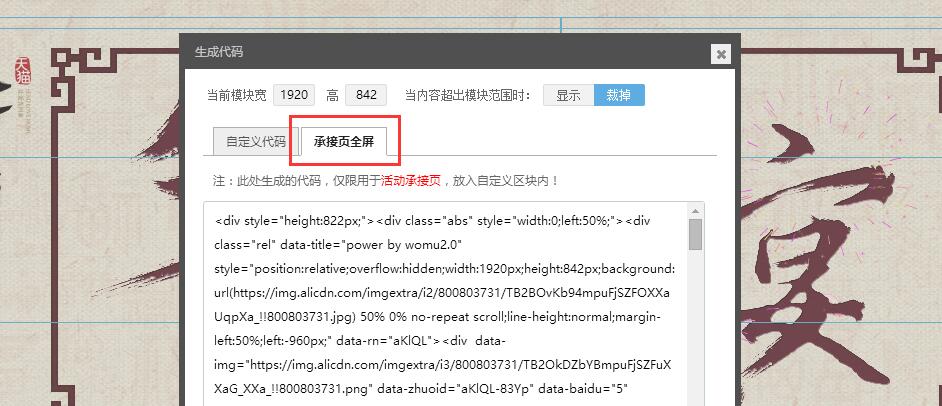 天猫
生成代码
当前模块宽 1920 高 842 当内容超出模块范围时： 显示 裁掉
自定义代码 承接页全屏
注：此处生成的代码，仅限用于活动承接页，放入自定义区块内！
<div style="height:822px;"><div class="abs" style="width:0;left:50%;"><div
class="rel" data-title="power by womu2.0"
style="position:relative;overflow:hidden;width:1920px;height:842px;background:
url(https://img.alicdn.com/imgextra/i2/800803731/TB2BOvKb94mpuFjSZFOXXa
UqpXa_!!800803731.jpg) 50% 0% no-repeat scroll;line-height:normal;margin-
left:50%;left:-960px;" data-rn="aKlQL"><div  data-
img="https://img.alicdn.com/imgextra/i3/800803731/TB2OkDZbYBmpuFjSZFuX
XaG_XXa_!!800803731.png" data-zhuoid="aKlQL-83Yp" data-baidu="5"
宴